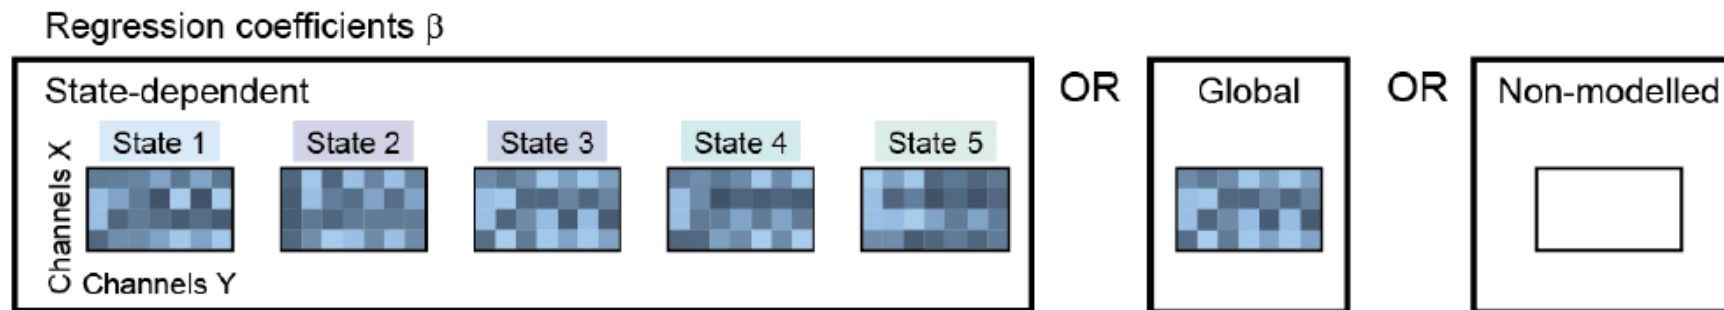 Regression coefficients β
State-dependent
OR
Global
OR
Non-modelled
State 1
State 2
State 3
State 4
State 5
Channels X
Channels Y